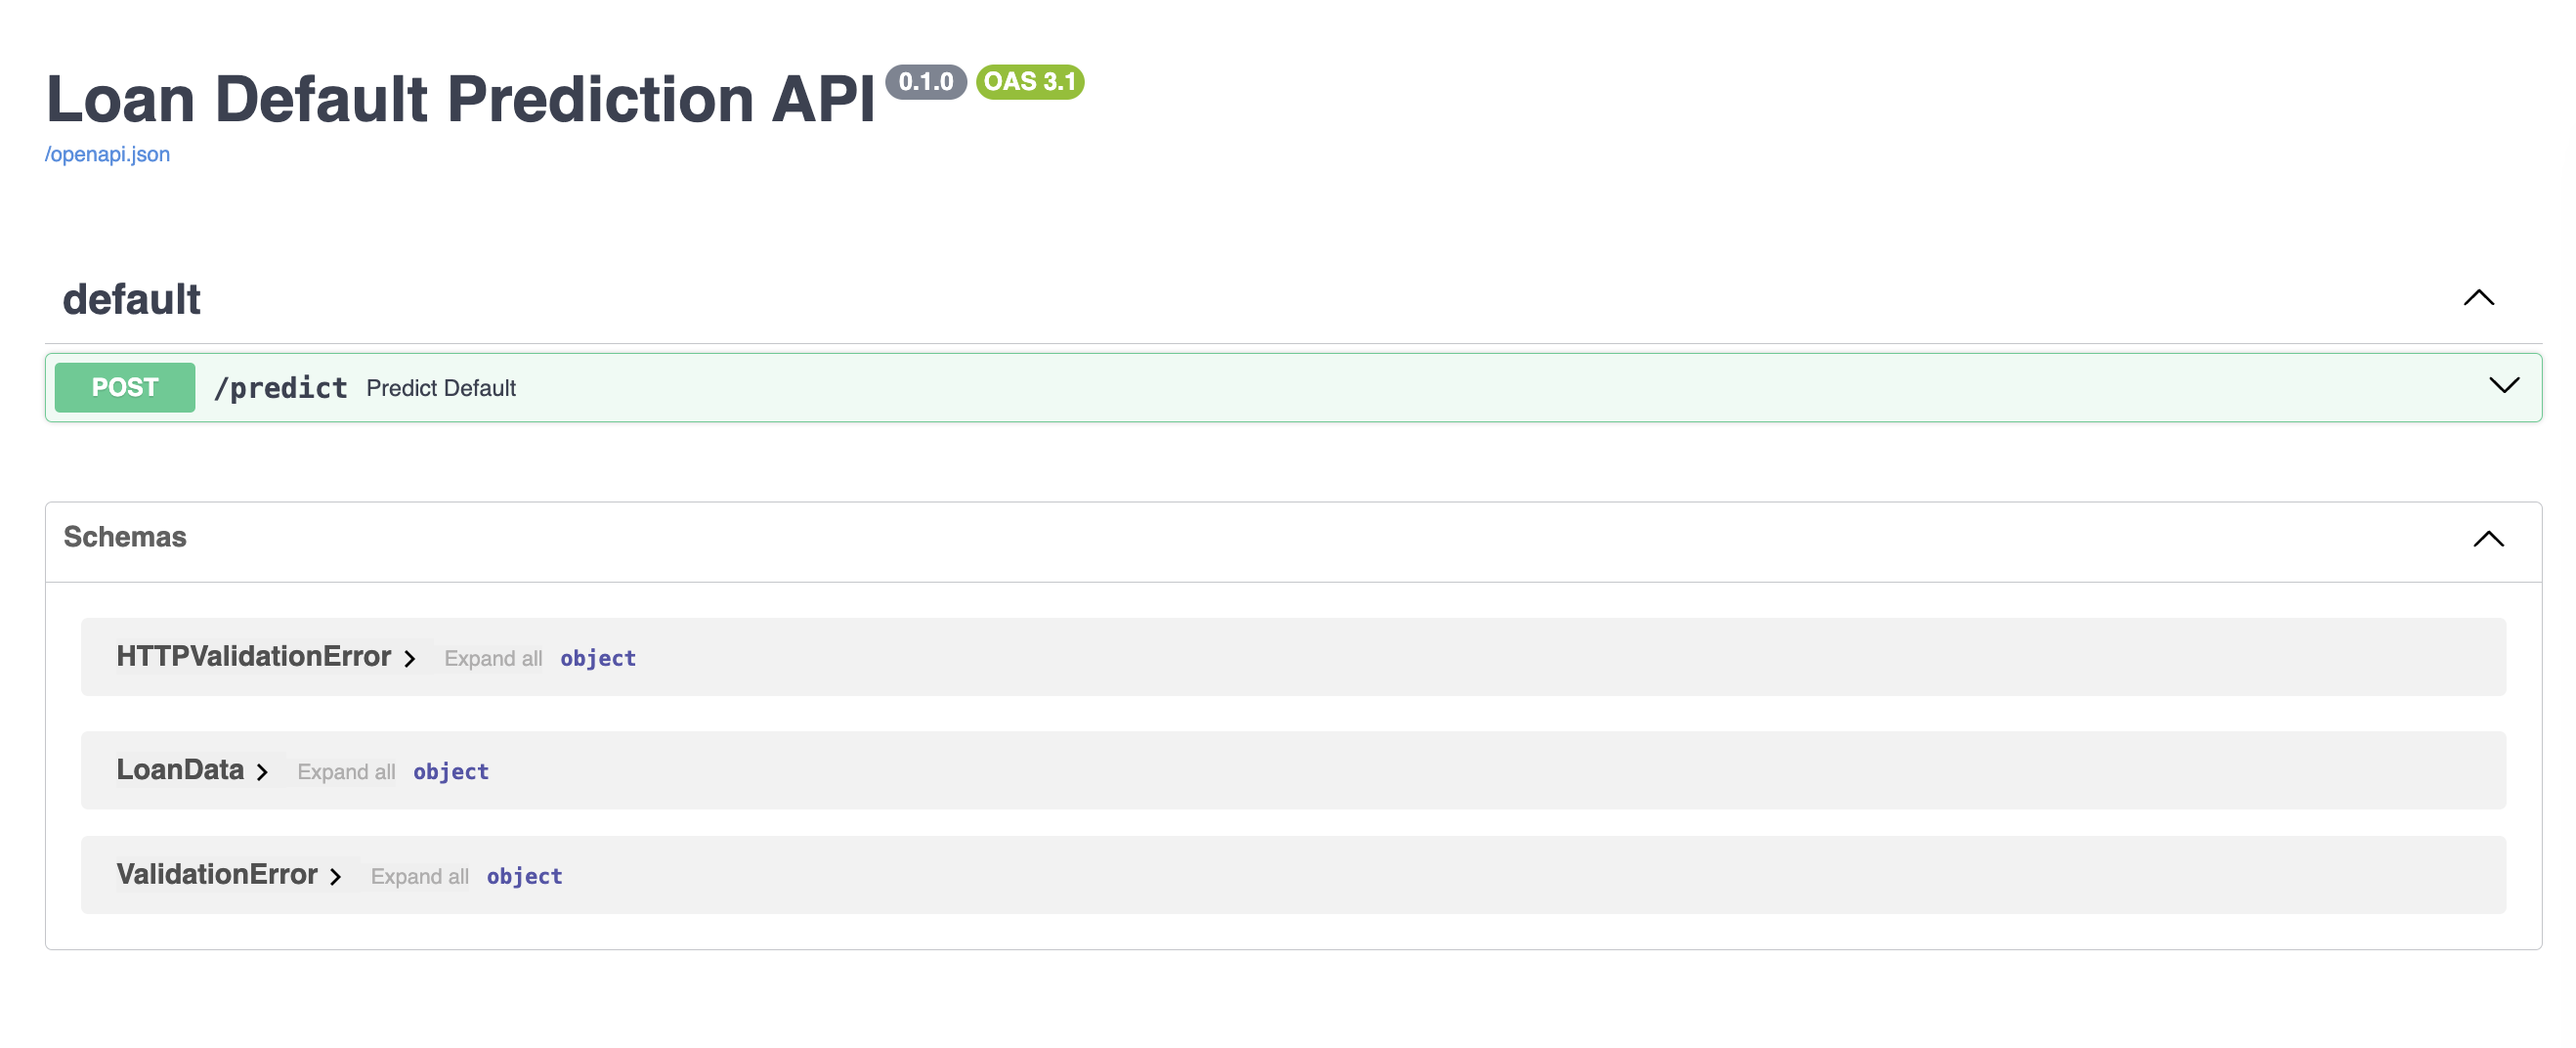 Loan Default Prediction API 0.1.0 OAS 3.1
/openapi.json
default
POST /predict Predict Default
Schemas
HTTPValidationError Expand all object
LoanData Expand all object
ValidationError Expand all object